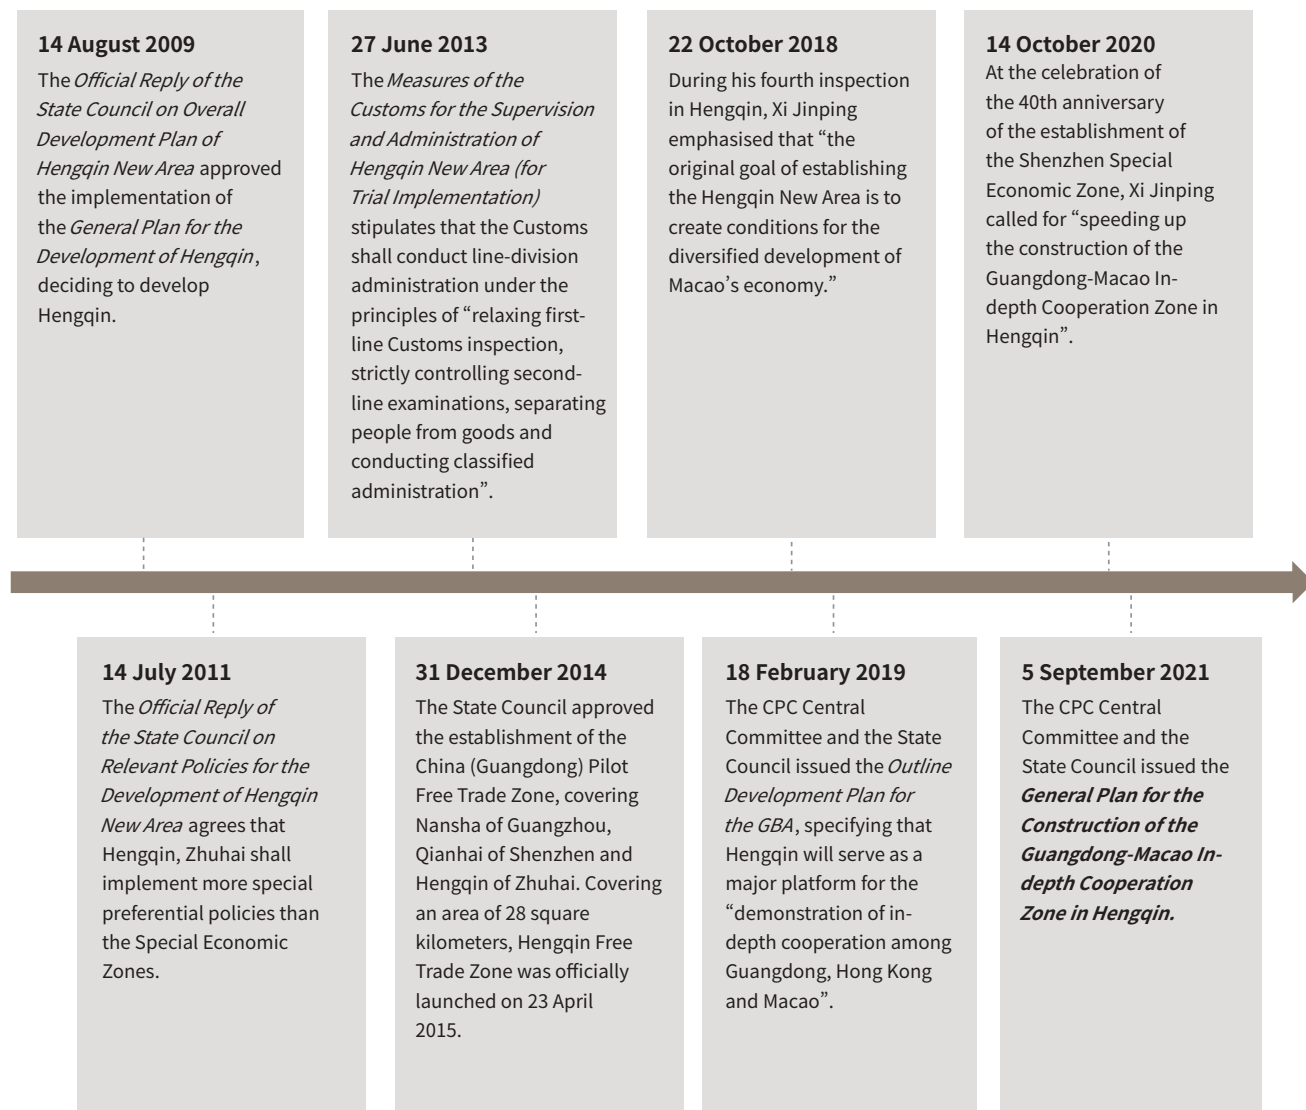 14 August 2009
The Official Reply of the
State Council on Overall
Development Plan of
Hengqin New Area approved
the implementation of
the General Plan for the
Development of Hengqin,
deciding to develop
Hengqin.
27 June 2013
The Measures of the
Customs for the Supervision
and Administration of
Hengqin New Area (for
Trial Implementation)
stipulates that the Customs
shall conduct line-division
administration under the
principles of “relaxing first-
line Customs inspection,
strictly controlling second-
line examinations, separating
people from goods and
conducting classified
administration”.
22 October 2018
During his fourth inspection
in Hengqin, Xi Jinping
emphasised that “the
original goal of establishing
the Hengqin New Area is to
create conditions for the
diversified development of
Macao’s economy.”
14 October 2020
At the celebration of
the 40th anniversary
of the establishment of
the Shenzhen Special
Economic Zone, Xi Jinping
called for “speeding up
the construction of the
Guangdong-Macao In-
depth Cooperation Zone in
Hengqin”.
14 July 2011
The Official Reply of
the State Council on
Relevant Policies for the
Development of Hengqin
New Area agrees that
Hengqin, Zhuhai shall
implement more special
preferential policies than
the Special Economic
Zones.
31 December 2014
The State Council approved
the establishment of the
China (Guangdong) Pilot
Free Trade Zone, covering
Nansha of Guangzhou,
Qianhai of Shenzhen and
Hengqin of Zhuhai. Covering
an area of 28 square
kilometers, Hengqin Free
Trade Zone was officially
launched on 23 April
2015.
18 February 2019
The CPC Central
Committee and the State
Council issued the Outline
Development Plan for
the GBA, specifying that
Hengqin will serve as a
major platform for the
“demonstration of in-
depth cooperation among
Guangdong, Hong Kong
and Macao”.
5 September 2021
The CPC Central
Committee and the
State Council issued the
General Plan for the
Construction of the
Guangdong-Macao In-
depth Cooperation
Zone in Hengqin.